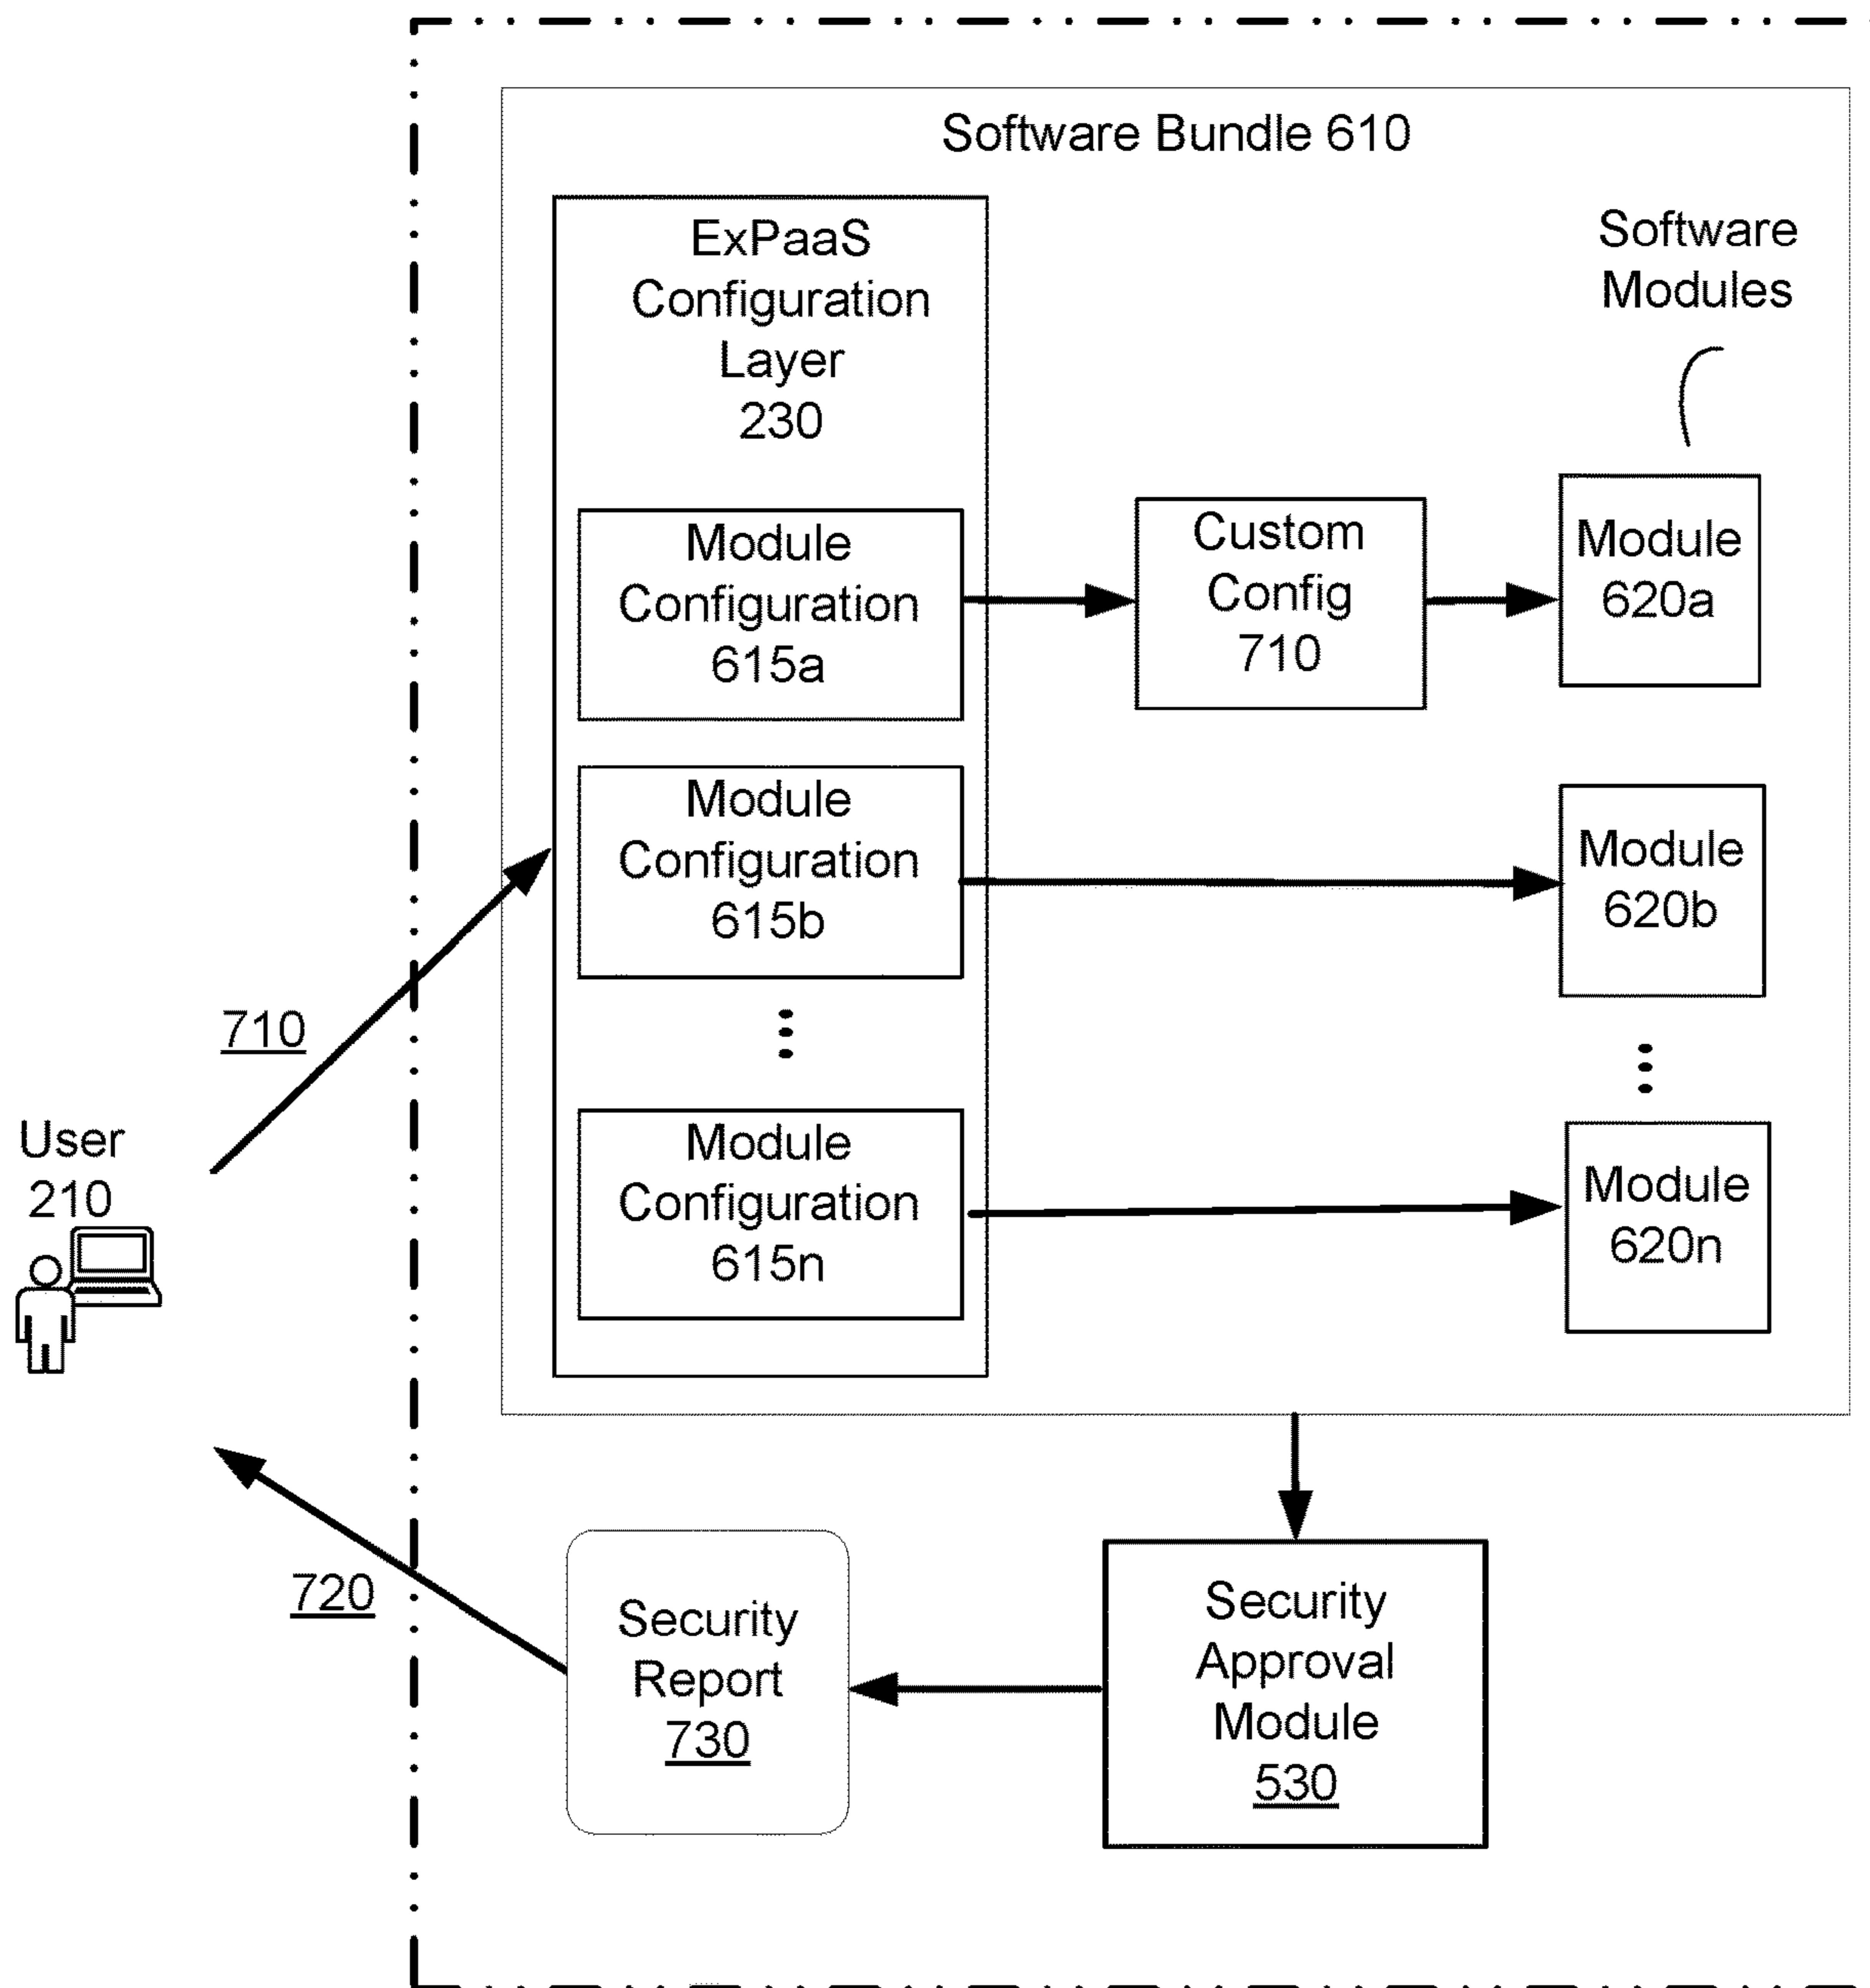 Software Bundle 610
ExPaaS
Configuration
Layer
230
Software
Modules
Module
Configuration
615a
Custom
Config
710
Module
620a
Module
Configuration
615b
Module
620b
710
User
210
Module
Configuration
615n
Module
620n
720
Security
Report
730
Security
Approval
Module
530